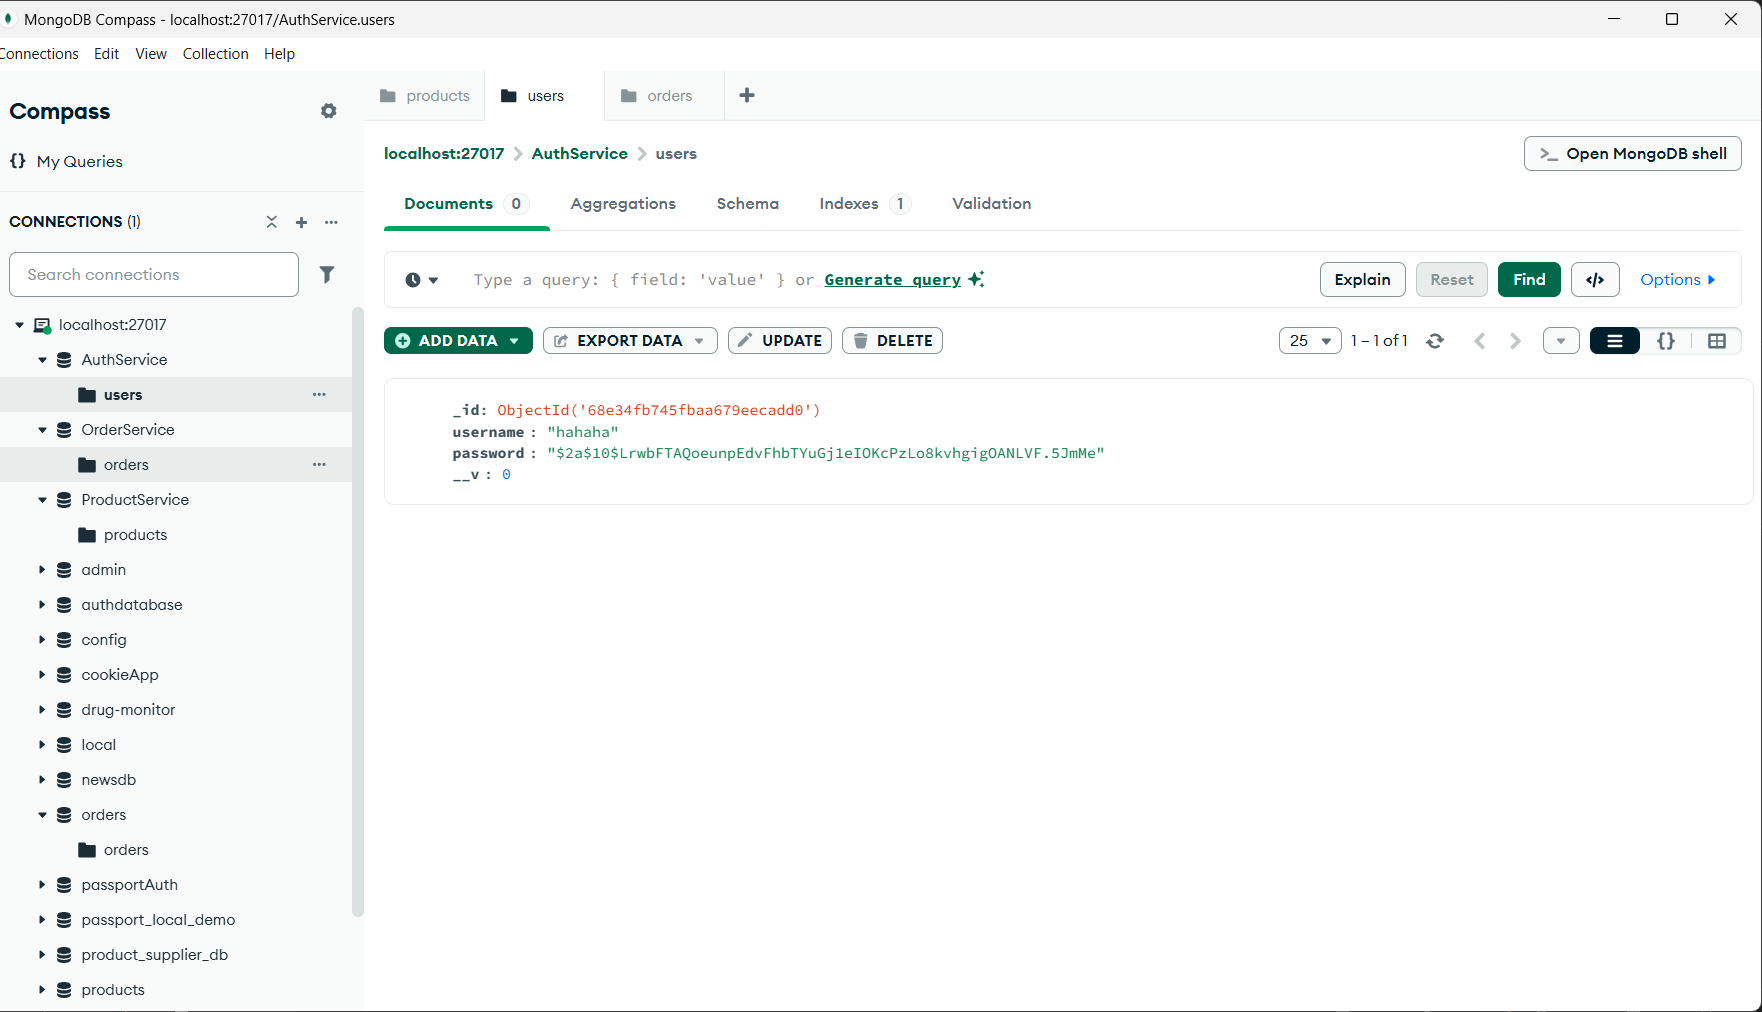 MongoDB Compass - localhost:27017/AuthService.users
Connections Edit View Collection Help
Compass
My Queries
CONNECTIONS (1)
Search connections
localhost:27017
AuthService
users
OrderService
orders
ProductService
products
admin
authdatabase
config
cookieApp
drug-monitor
local
newsdb
orders
orders
passportAuth
passport_local_demo
product_supplier_db
products
products users orders
localhost:27017 > AuthService > users
>_ Open MongoDB shell
Documents 0 Aggregations Schema Indexes 1 Validation
Type a query: { field: 'value' } or Generate query
Explain Reset Find </> Options
ADD DATA EXPORT DATA UPDATE DELETE
25 1 – 1 of 1 {}
_id: ObjectId('68e34fb745fbaa679eecadd0')
username : "hahaha"
password : "$2a$10$LrwbFTAQoeunpEdvFhbTYuGj1eIOKcPzLo8kvhgigOANLVF.5JmMe"
__v : 0